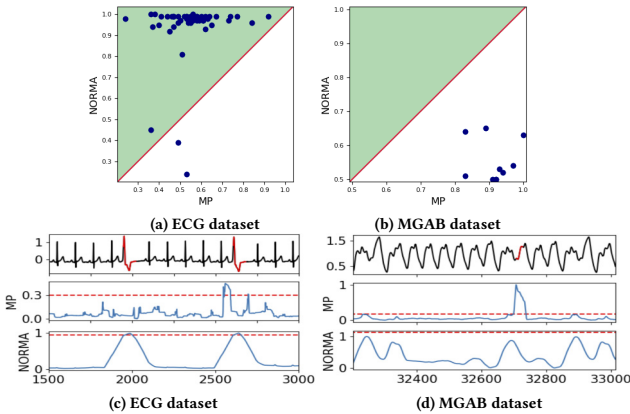 1.0
0.9
0.8
0.7
0.6
0.5
0.4
0.3
NORMA
0.3 0.4 0.5 0.6 0.7 0.8 0.9 1.0
MP
(a) ECG dataset
1.0
0.9
0.8
0.7
0.6
0.5
NORMA
0.5 0.6 0.7 0.8 0.9 1.0
MP
(b) MGAB dataset
1
0
MP
0.3
0.0
NORMA
1
0
1500 2000 2500 3000
(c) ECG dataset
1.5
0.5
MP
1
0
NORMA
1
0
32400 32600 32800 33000
(d) MGAB dataset